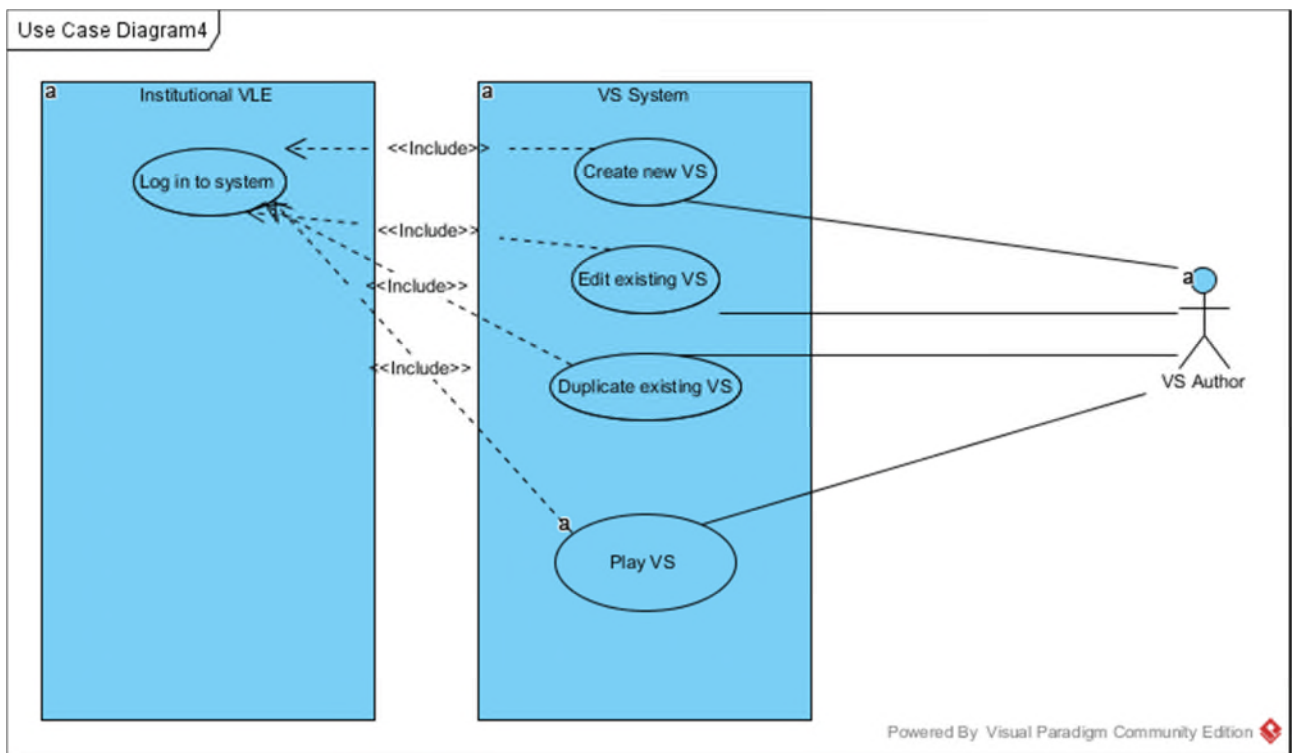 Use Case Diagram4
a
Institutional VLE
a
VS System
<<Include>>
Create new VS
Log in to system
<<Include>>
Edit existing VS
a
<<Include>>
<<Include>>
Duplicate existing VS
VS Author
a
Play VS
Powered By Visual Paradigm Community Edition